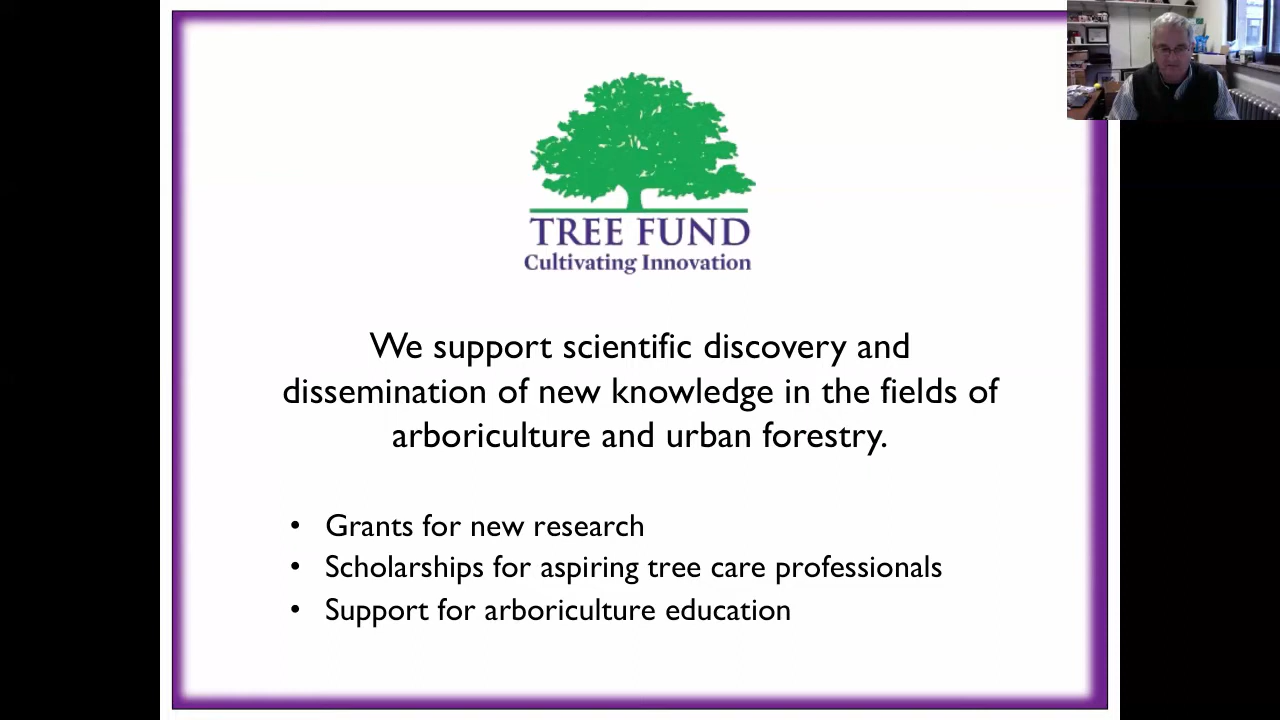 TREE FUND
Cultivating Innovation
We support scientific discovery and
dissemination of new knowledge in the fields of
arboriculture and urban forestry.
• Grants for new research
• Scholarships for aspiring tree care professionals
• Support for arboriculture education